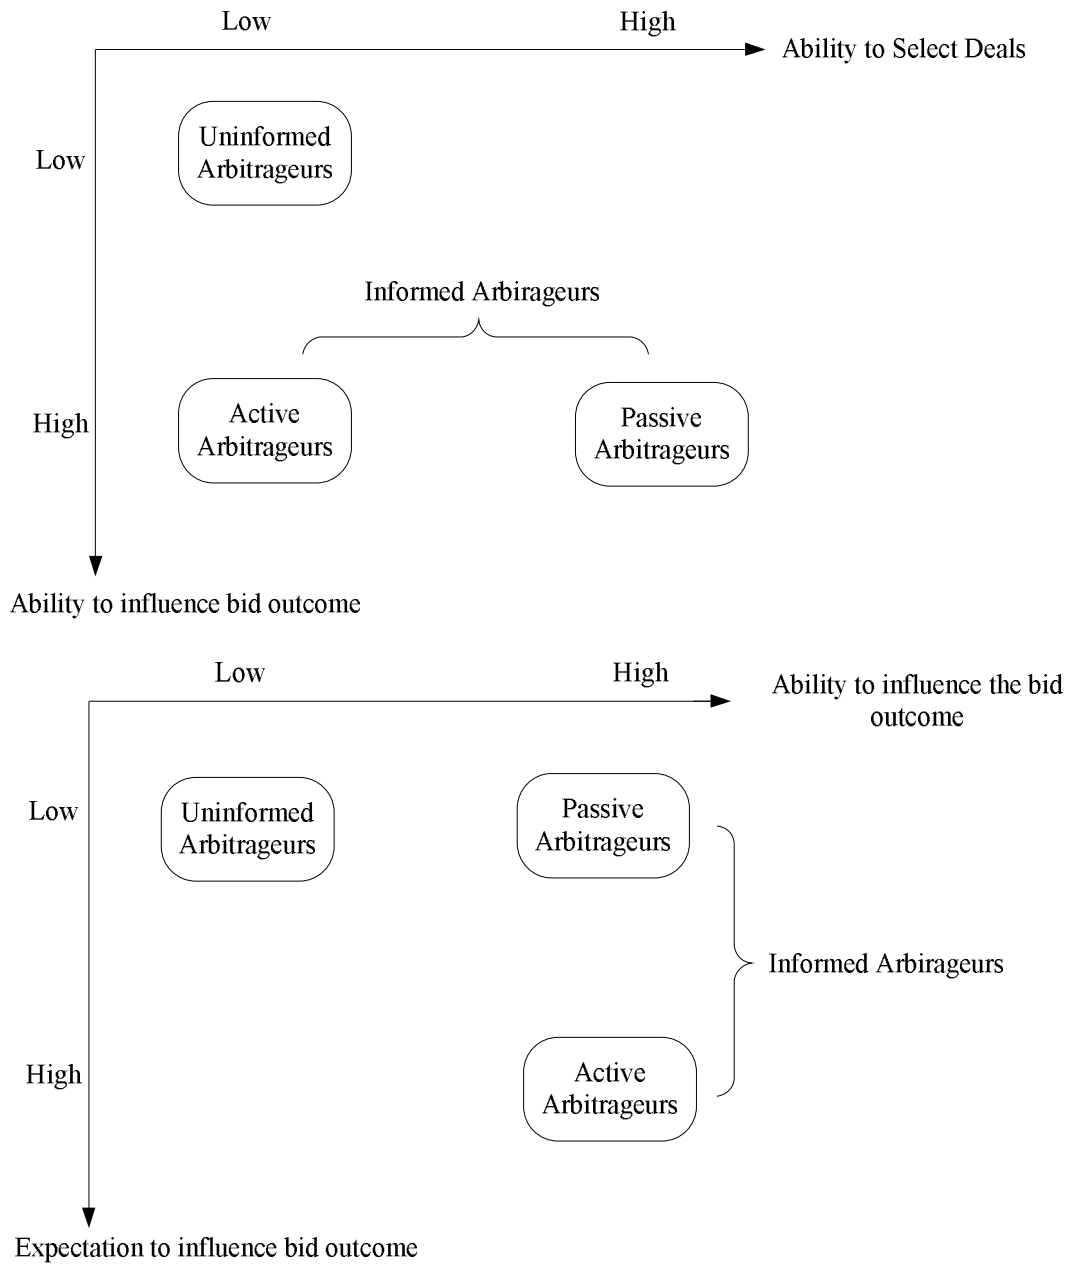 Low
High
Ability to Select Deals
Uninformed
Arbitrageurs
Low
Informed Arbirageurs
High
Active
Arbitrageurs
Passive
Arbitrageurs
Ability to influence bid outcome
Low
High
Ability to influence the bid
outcome
Low
Uninformed
Arbitrageurs
Passive
Arbitrageurs
Informed Arbirageurs
High
Active
Arbitrageurs
Expectation to influence bid outcome